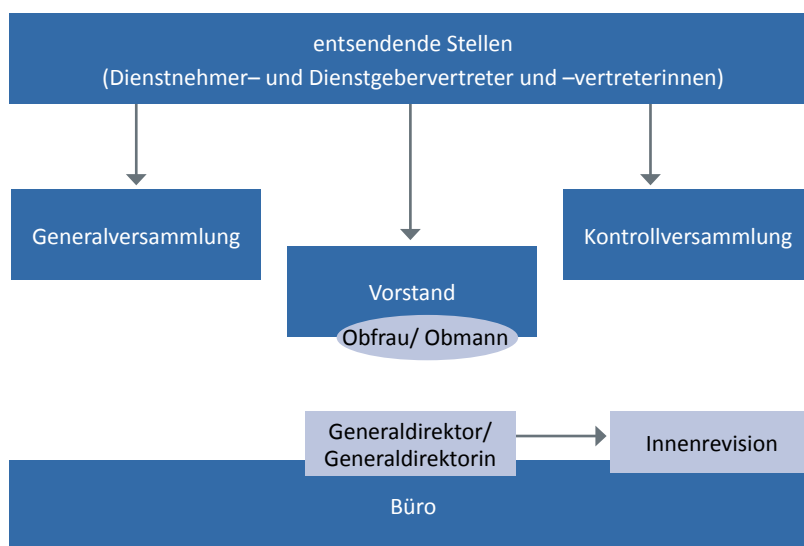 entsendende Stellen
(Dienstnehmer– und Dienstgebervertreter und –vertreterinnen)
Generalversammlung
Kontrollversammlung
Vorstand
Obfrau/ Obmann
Generaldirektor/
Generaldirektorin
Innenrevision
Büro